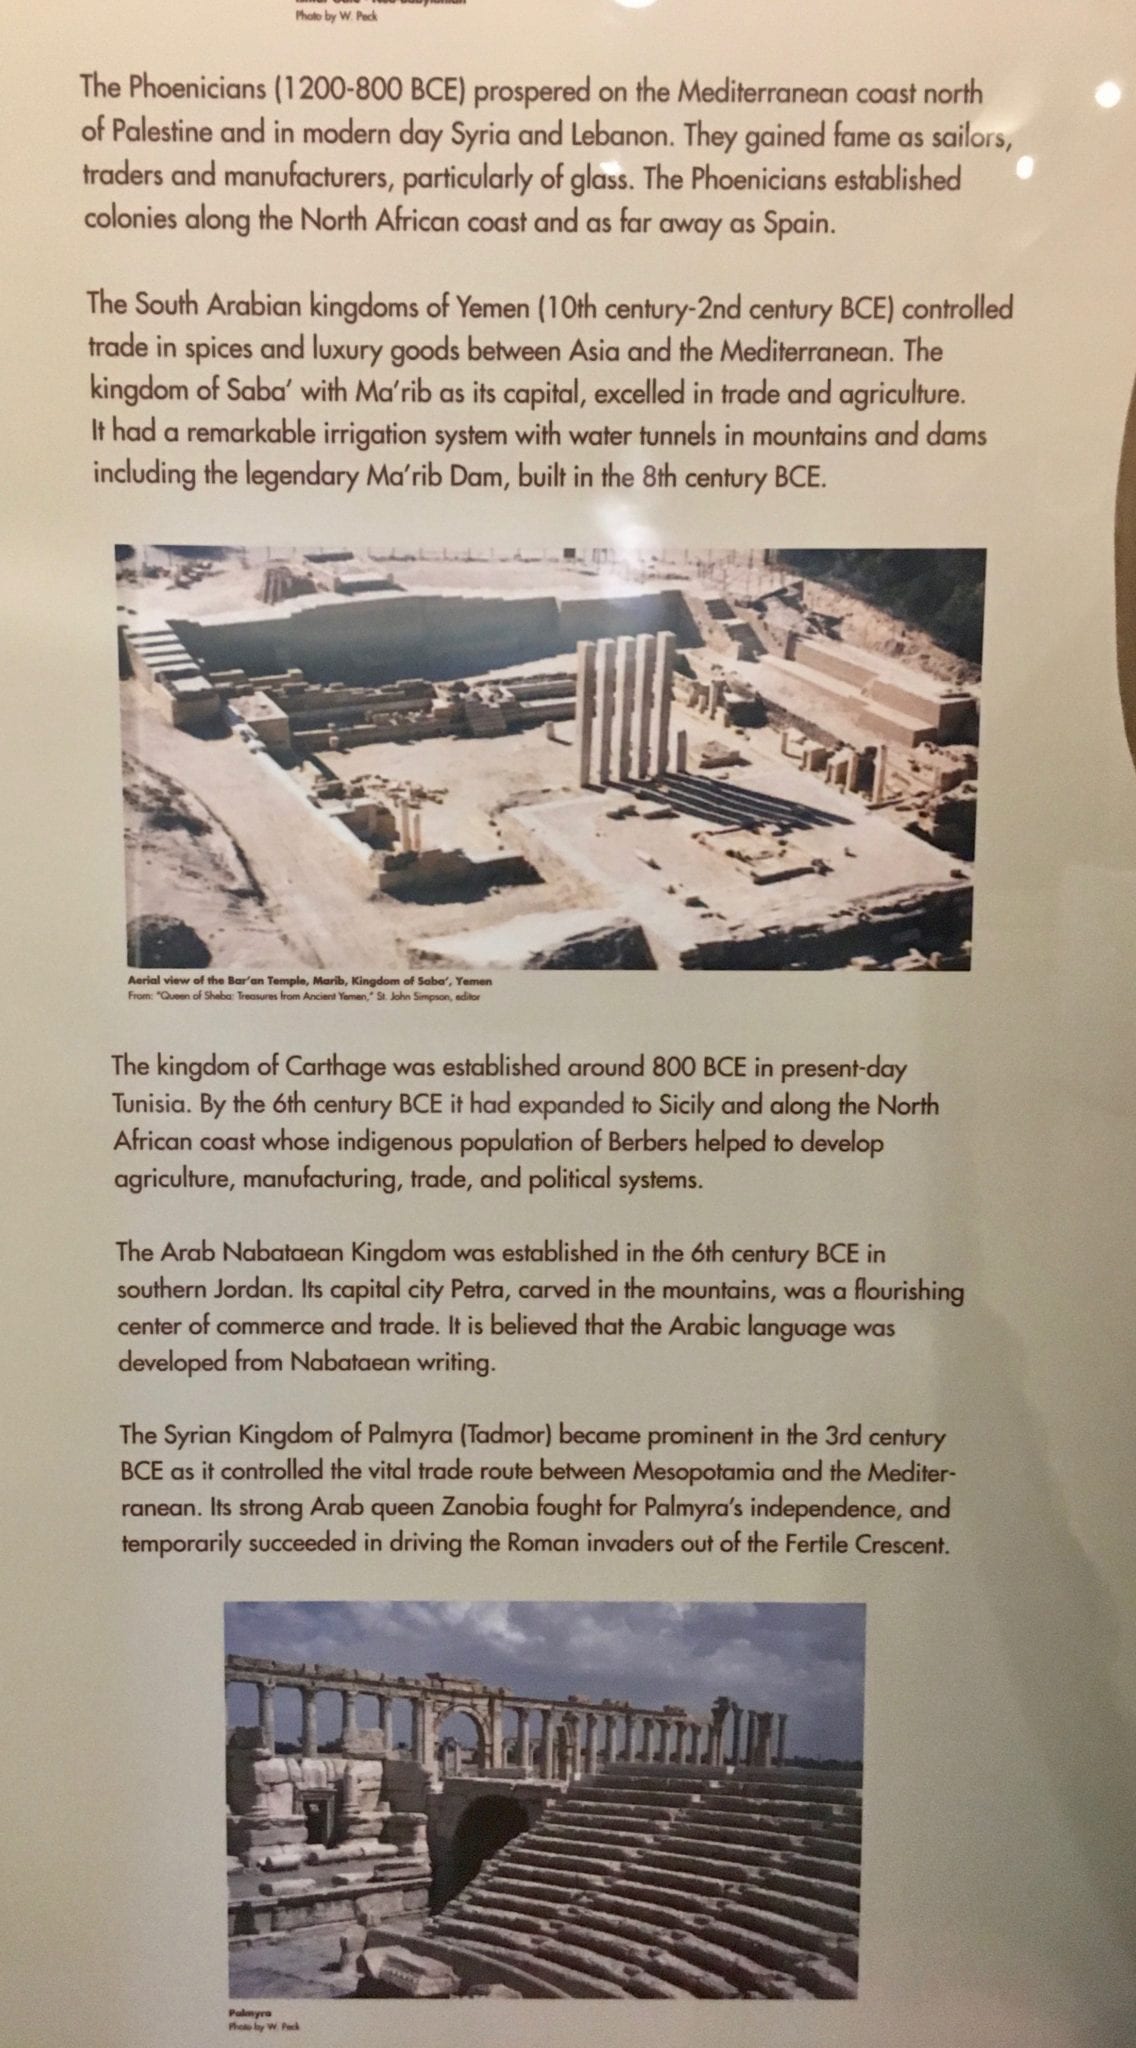 Photo by W. Peck
The Phoenicians (1200-800 BCE) prospered on the Mediterranean coast north
of Palestine and in modern day Syria and Lebanon. They gained fame as sailors,
traders and manufacturers, particularly of glass. The Phoenicians established
colonies along the North African coast and as far away as Spain.
The South Arabian kingdoms of Yemen (10th century-2nd century BCE) controlled
trade in spices and luxury goods between Asia and the Mediterranean. The
kingdom of Saba’ with Ma’rib as its capital, excelled in trade and agriculture.
It had a remarkable irrigation system with water tunnels in mountains and dams
including the legendary Ma’rib Dam, built in the 8th century BCE.
Aerial view of the Bar’an Temple, Marib, Kingdom of Saba’, Yemen
From: “Queen of Sheba: Treasures from Ancient Yemen,” St. John Simpson, editor
The kingdom of Carthage was established around 800 BCE in present-day
Tunisia. By the 6th century BCE it had expanded to Sicily and along the North
African coast whose indigenous population of Berbers helped to develop
agriculture, manufacturing, trade, and political systems.
The Arab Nabataean Kingdom was established in the 6th century BCE in
southern Jordan. Its capital city Petra, carved in the mountains, was a flourishing
center of commerce and trade. It is believed that the Arabic language was
developed from Nabataean writing.
The Syrian Kingdom of Palmyra (Tadmor) became prominent in the 3rd century
BCE as it controlled the vital trade route between Mesopotamia and the Mediter-
ranean. Its strong Arab queen Zanobia fought for Palmyra’s independence, and
temporarily succeeded in driving the Roman invaders out of the Fertile Crescent.
Palmyra
Photo by W. Peck